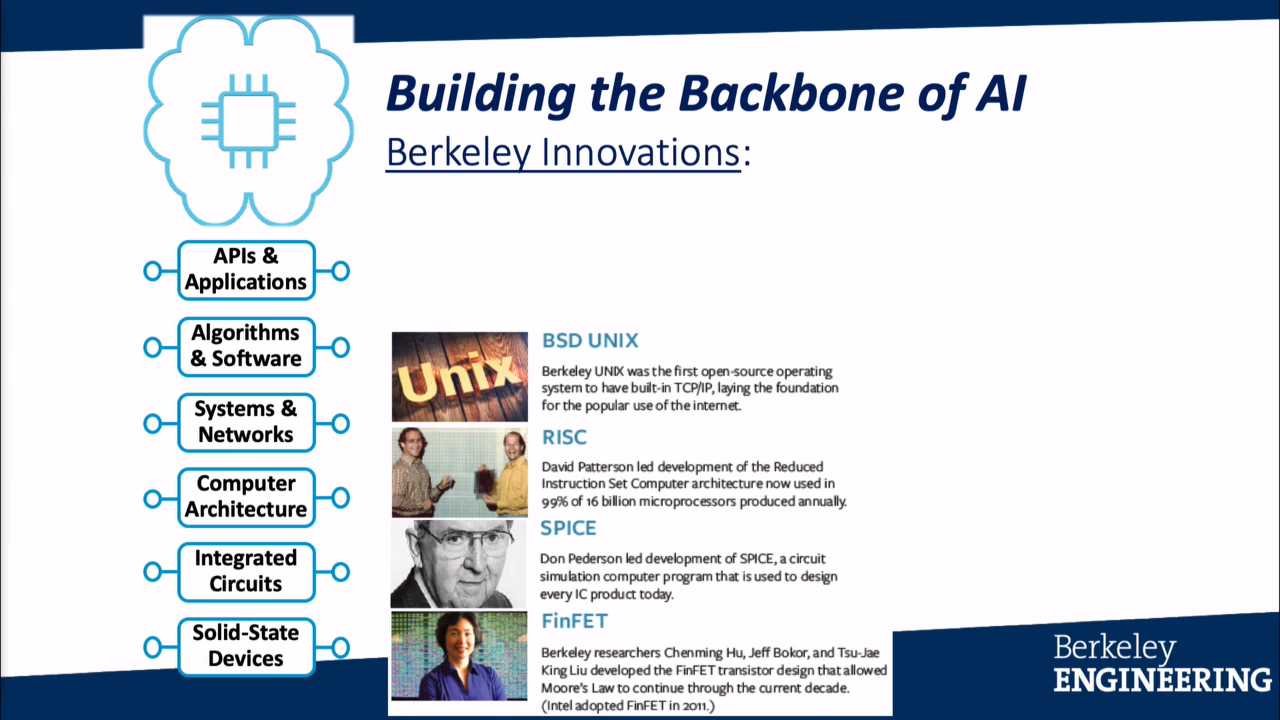 Building the Backbone of AI
Berkeley Innovations:
APIs &
Applications
Algorithms
& Software
Systems &
Networks
Computer
Architecture
Integrated
Circuits
Solid-State
Devices
Unix
BSD UNIX
Berkeley UNIX was the first open-source operating
system to have built-in TCP/IP, laying the foundation
for the popular use of the internet.
RISC
David Patterson led development of the Reduced
Instruction Set Computer architecture now used in
99% of 16 billion microprocessors produced annually.
SPICE
Don Pederson led development of SPICE, a circuit
simulation computer program that is used to design
every IC product today.
FinFET
Berkeley researchers Chenming Hu, Jeff Bokor, and Tsu-Jae
King Liu developed the FinFET transistor design that allowed
Moore's Law to continue through the current decade.
(Intel adopted FinFET in 2011.)
Berkeley
ENGINEERING